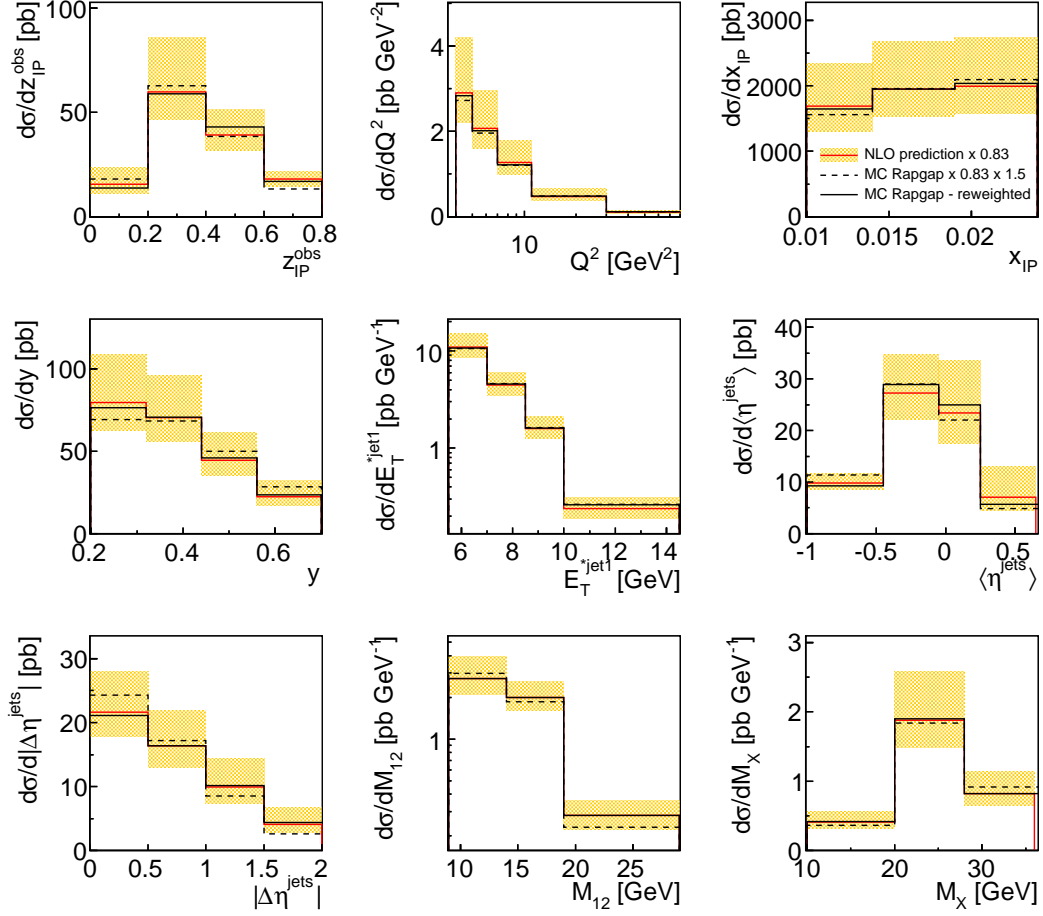 dσ/dz_IP^obs [pb]
100
50
0
0 0.2 0.4 0.6 0.8
z_IP^obs
dσ/dQ² [pb GeV⁻²]
4
2
0
10
Q² [GeV²]
dσ/dx_IP [pb]
3000
2000
1000
0
NLO prediction x 0.83
MC Rapgap x 0.83 x 1.5
MC Rapgap - reweighted
0.01 0.015 0.02
x_IP
dσ/dy [pb]
100
50
0
0.2 0.4 0.6
y
dσ/dE_T^*jet1 [pb GeV⁻¹]
10
1
6 8 10 12 14
E_T^*jet1 [GeV]
dσ/d⟨η^jets⟩ [pb]
40
30
20
10
0
-1 -0.5 0 0.5
⟨η^jets⟩
dσ/d|Δη^jets| [pb]
30
20
10
0
0 0.5 1 1.5 2
|Δη^jets|
dσ/dM₁₂ [pb GeV⁻¹]
1
10 15 20 25
M₁₂ [GeV]
dσ/dM_X [pb GeV⁻¹]
3
2
1
0
10 20 30
M_X [GeV]